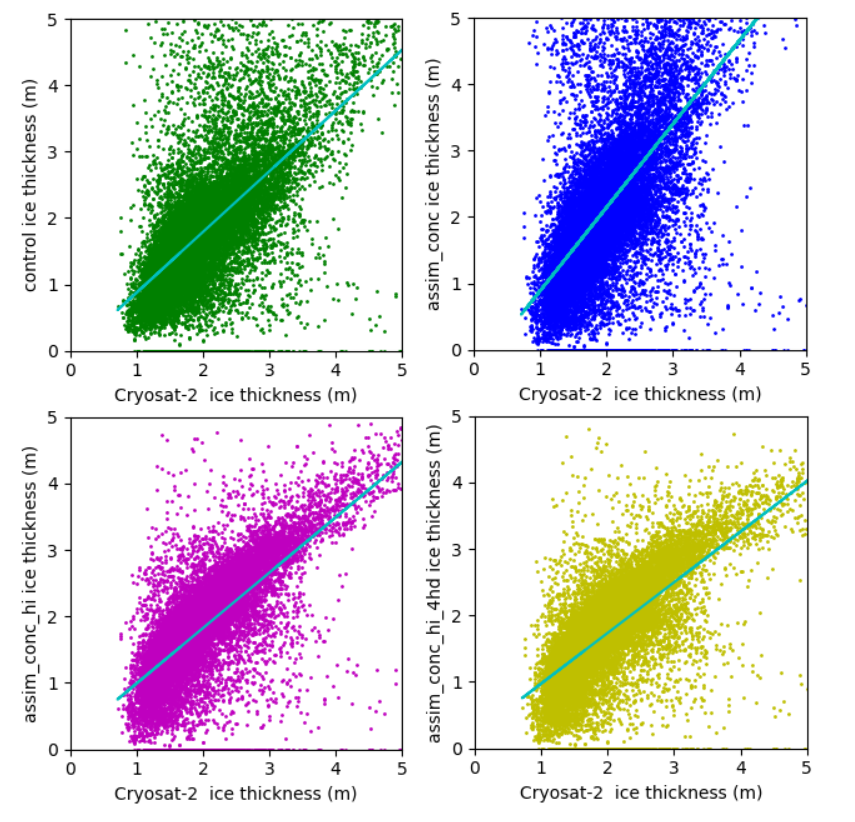 control ice thickness (m)
5
4
3
2
1
0
0 1 2 3 4 5
Cryosat-2 ice thickness (m)
assim_conc ice thickness (m)
5
4
3
2
1
0
0 1 2 3 4 5
Cryosat-2 ice thickness (m)
assim_conc_hi ice thickness (m)
5
4
3
2
1
0
0 1 2 3 4 5
Cryosat-2 ice thickness (m)
assim_conc_hi_4hd ice thickness (m)
5
4
3
2
1
0
0 1 2 3 4 5
Cryosat-2 ice thickness (m)